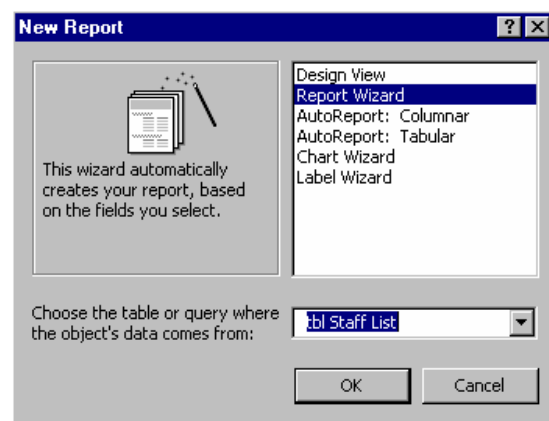 New Report
Design View
Report Wizard
AutoReport: Columnar
AutoReport: Tabular
Chart Wizard
Label Wizard
This wizard automatically
creates your report, based
on the fields you select.
Choose the table or query where
the object's data comes from:
tbl Staff List
OK
Cancel